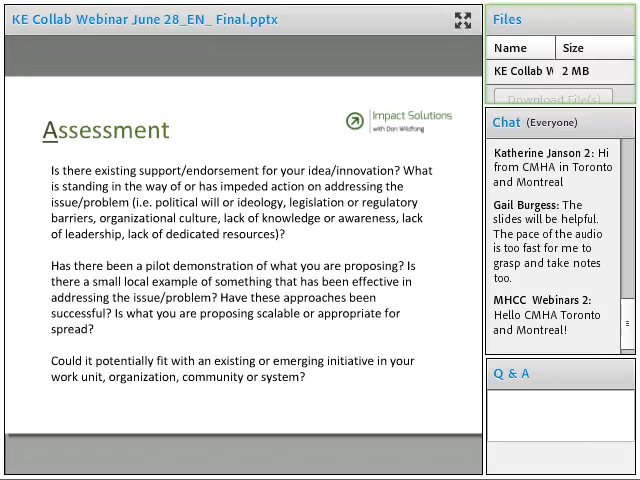 KE Collab Webinar June 28_EN_ Final.pptx
Assessment
Impact Solutions
with Don Wildfong
Is there existing support/endorsement for your idea/innovation? What
is standing in the way of or has impeded action on addressing the
issue/problem (i.e. political will or ideology, legislation or regulatory
barriers, organizational culture, lack of knowledge or awareness, lack
of leadership, lack of dedicated resources)?
Has there been a pilot demonstration of what you are proposing? Is
there a small local example of something that has been effective in
addressing the issue/problem? Have these approaches been
successful? Is what you are proposing scalable or appropriate for
spread?
Could it potentially fit with an existing or emerging initiative in your
work unit, organization, community or system?
Files
Name Size
KE Collab W 2 MB
Download File(s)
Chat (Everyone)
Katherine Janson 2: Hi
from CMHA in Toronto
and Montreal
Gail Burgess: The
slides will be helpful.
The pace of the audio
is too fast for me to
grasp and take notes
too.
MHCC Webinars 2:
Hello CMHA Toronto
and Montreal!
Q & A